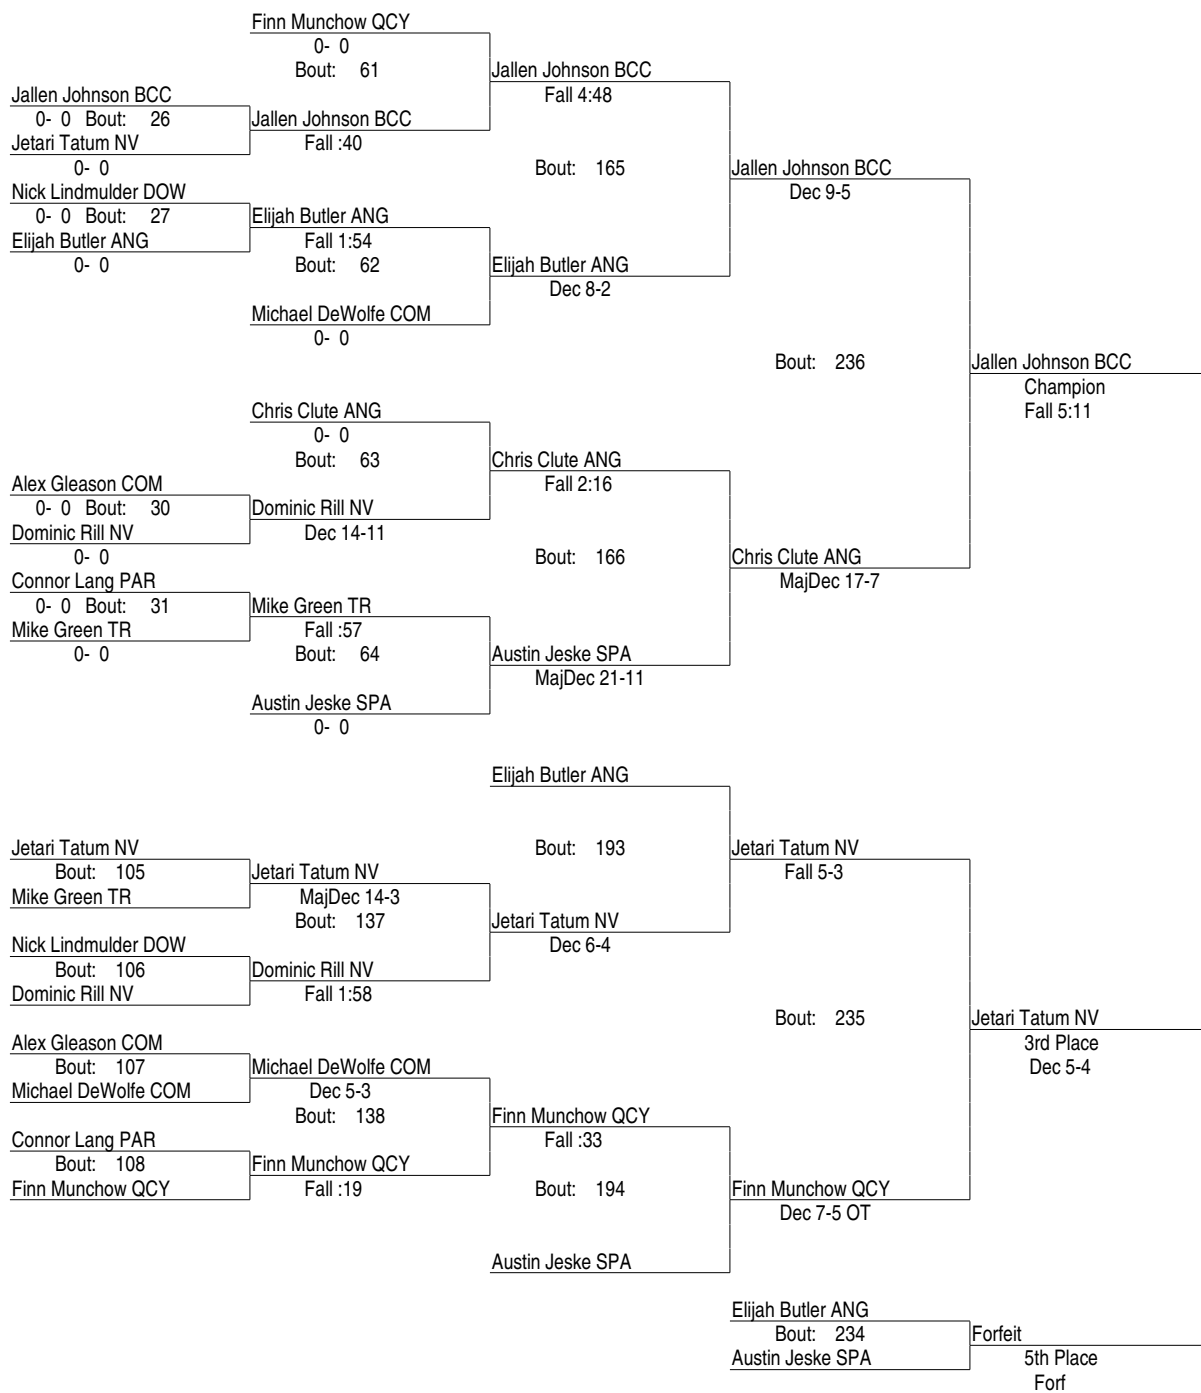 Finn Munchow QCY
0- 0
Bout: 61
Jallen Johnson BCC
Fall 4:48
Jallen Johnson BCC
0- 0 Bout: 26
Jallen Johnson BCC
Jetari Tatum NV
Fall :40
0- 0
Bout: 165
Jallen Johnson BCC
Nick Lindmulder DOW
Dec 9-5
0- 0 Bout: 27
Elijah Butler ANG
Elijah Butler ANG
Fall 1:54
0- 0
Bout: 62
Elijah Butler ANG
Dec 8-2
Michael DeWolfe COM
0- 0
Bout: 236
Jallen Johnson BCC
Champion
Fall 5:11
Chris Clute ANG
0- 0
Bout: 63
Chris Clute ANG
Fall 2:16
Alex Gleason COM
0- 0 Bout: 30
Dominic Rill NV
Dominic Rill NV
Dec 14-11
0- 0
Bout: 166
Chris Clute ANG
Connor Lang PAR
MajDec 17-7
0- 0 Bout: 31
Mike Green TR
Mike Green TR
Fall :57
0- 0
Bout: 64
Austin Jeske SPA
MajDec 21-11
Austin Jeske SPA
0- 0
Elijah Butler ANG
Jetari Tatum NV
Bout: 193
Jetari Tatum NV
Bout: 105
Jetari Tatum NV
Fall 5-3
Mike Green TR
MajDec 14-3
Bout: 137
Jetari Tatum NV
Nick Lindmulder DOW
Dec 6-4
Bout: 106
Dominic Rill NV
Dominic Rill NV
Fall 1:58
Bout: 235
Jetari Tatum NV
Alex Gleason COM
3rd Place
Bout: 107
Michael DeWolfe COM
Dec 5-4
Michael DeWolfe COM
Dec 5-3
Bout: 138
Finn Munchow QCY
Connor Lang PAR
Fall :33
Bout: 108
Finn Munchow QCY
Finn Munchow QCY
Fall :19
Bout: 194
Finn Munchow QCY
Dec 7-5 OT
Austin Jeske SPA
Elijah Butler ANG
Bout: 234
Forfeit
Austin Jeske SPA
5th Place
Forf